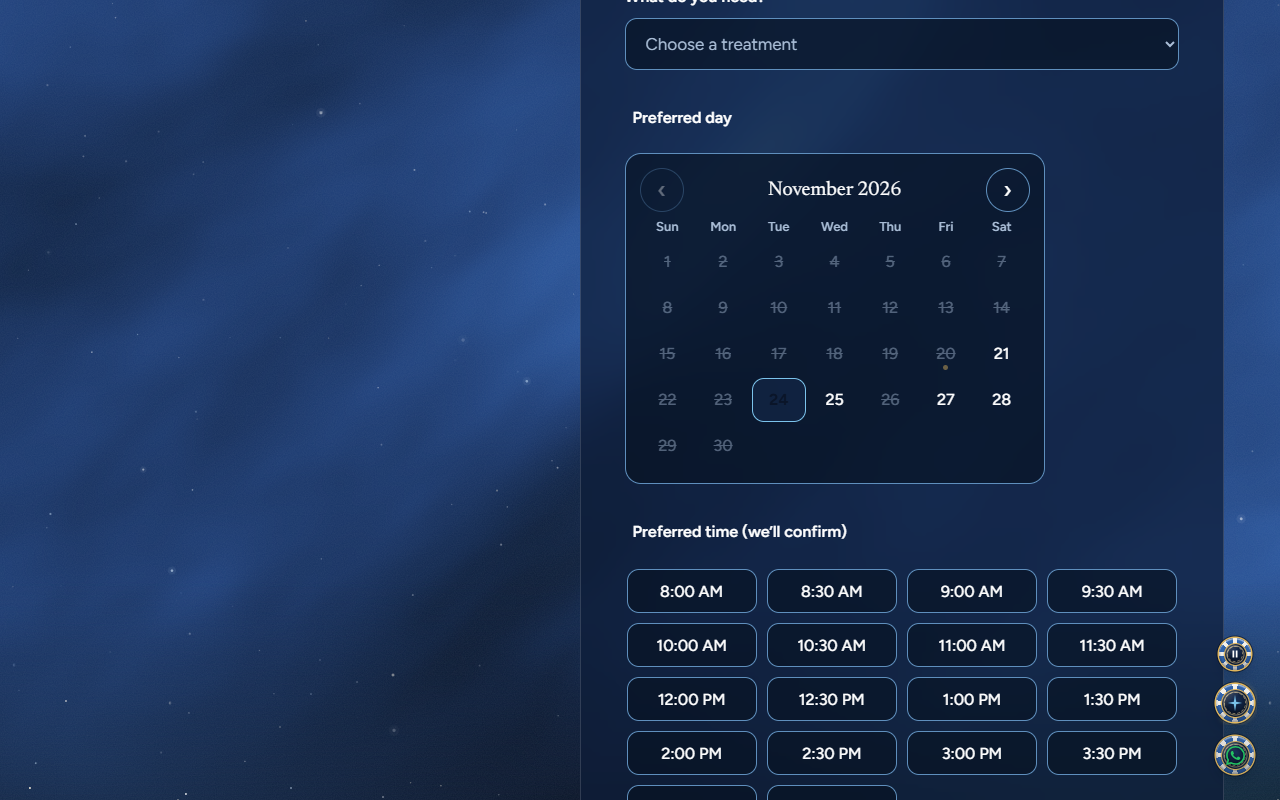 What do you need?
Choose a treatment
Preferred day
‹ November 2026 ›
Sun Mon Tue Wed Thu Fri Sat
1 2 3 4 5 6 7
8 9 10 11 12 13 14
15 16 17 18 19 20 21
22 23 24 25 26 27 28
29 30
Preferred time (we’ll confirm)
8:00 AM 8:30 AM 9:00 AM 9:30 AM
10:00 AM 10:30 AM 11:00 AM 11:30 AM
12:00 PM 12:30 PM 1:00 PM 1:30 PM
2:00 PM 2:30 PM 3:00 PM 3:30 PM